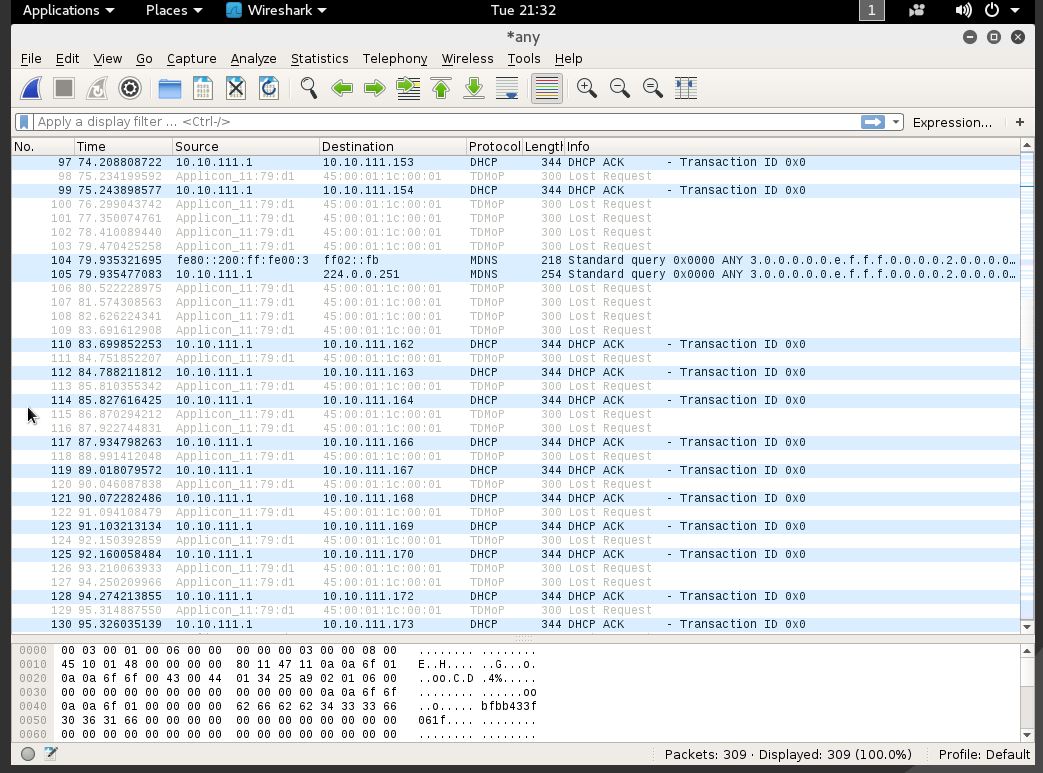 Applications Places Wireshark Tue 21:32 1
*any
File Edit View Go Capture Analyze Statistics Telephony Wireless Tools Help
Apply a display filter ... <Ctrl-/> Expression... +
No. Time Source Destination Protocol Length Info
97 74.208808722 10.10.111.1 10.10.111.153 DHCP 344 DHCP ACK - Transaction ID 0x0
98 75.234199592 Applicon_11:79:d1 45:00:01:1c:00:01 TDMoP 300 Lost Request
99 75.243898577 10.10.111.1 10.10.111.154 DHCP 344 DHCP ACK - Transaction ID 0x0
100 76.299043742 Applicon_11:79:d1 45:00:01:1c:00:01 TDMoP 300 Lost Request
101 77.350074761 Applicon_11:79:d1 45:00:01:1c:00:01 TDMoP 300 Lost Request
102 78.410089440 Applicon_11:79:d1 45:00:01:1c:00:01 TDMoP 300 Lost Request
103 79.470425258 Applicon_11:79:d1 45:00:01:1c:00:01 TDMoP 300 Lost Request
104 79.935321695 fe80::200:ff:fe00:3 ff02::fb MDNS 218 Standard query 0x0000 ANY 3.0.0.0.0.0.e.f.f.f.0.0.0.0.2.0.0.0.0…
105 79.935477083 10.10.111.1 224.0.0.251 MDNS 254 Standard query 0x0000 ANY 3.0.0.0.0.0.e.f.f.f.0.0.0.0.2.0.0.0.0…
106 80.522228975 Applicon_11:79:d1 45:00:01:1c:00:01 TDMoP 300 Lost Request
107 81.574308563 Applicon_11:79:d1 45:00:01:1c:00:01 TDMoP 300 Lost Request
108 82.626224341 Applicon_11:79:d1 45:00:01:1c:00:01 TDMoP 300 Lost Request
109 83.691612908 Applicon_11:79:d1 45:00:01:1c:00:01 TDMoP 300 Lost Request
110 83.699852253 10.10.111.1 10.10.111.162 DHCP 344 DHCP ACK - Transaction ID 0x0
111 84.751852207 Applicon_11:79:d1 45:00:01:1c:00:01 TDMoP 300 Lost Request
112 84.788211812 10.10.111.1 10.10.111.163 DHCP 344 DHCP ACK - Transaction ID 0x0
113 85.810355342 Applicon_11:79:d1 45:00:01:1c:00:01 TDMoP 300 Lost Request
114 85.827616425 10.10.111.1 10.10.111.164 DHCP 344 DHCP ACK - Transaction ID 0x0
115 86.870294212 Applicon_11:79:d1 45:00:01:1c:00:01 TDMoP 300 Lost Request
116 87.922744831 Applicon_11:79:d1 45:00:01:1c:00:01 TDMoP 300 Lost Request
117 87.934798263 10.10.111.1 10.10.111.166 DHCP 344 DHCP ACK - Transaction ID 0x0
118 88.991412048 Applicon_11:79:d1 45:00:01:1c:00:01 TDMoP 300 Lost Request
119 89.018079572 10.10.111.1 10.10.111.167 DHCP 344 DHCP ACK - Transaction ID 0x0
120 90.046087838 Applicon_11:79:d1 45:00:01:1c:00:01 TDMoP 300 Lost Request
121 90.072282486 10.10.111.1 10.10.111.168 DHCP 344 DHCP ACK - Transaction ID 0x0
122 91.094108479 Applicon_11:79:d1 45:00:01:1c:00:01 TDMoP 300 Lost Request
123 91.103213134 10.10.111.1 10.10.111.169 DHCP 344 DHCP ACK - Transaction ID 0x0
124 92.150392859 Applicon_11:79:d1 45:00:01:1c:00:01 TDMoP 300 Lost Request
125 92.160058484 10.10.111.1 10.10.111.170 DHCP 344 DHCP ACK - Transaction ID 0x0
126 93.210063933 Applicon_11:79:d1 45:00:01:1c:00:01 TDMoP 300 Lost Request
127 94.250209966 Applicon_11:79:d1 45:00:01:1c:00:01 TDMoP 300 Lost Request
128 94.274213855 10.10.111.1 10.10.111.172 DHCP 344 DHCP ACK - Transaction ID 0x0
129 95.314887550 Applicon_11:79:d1 45:00:01:1c:00:01 TDMoP 300 Lost Request
130 95.326035139 10.10.111.1 10.10.111.173 DHCP 344 DHCP ACK - Transaction ID 0x0
0000 00 03 00 01 00 06 00 00 00 00 00 00 03 00 08 00 ........ ........
0010 45 10 01 48 00 00 00 00 80 11 47 11 0a 0a 6f 01 E..H.... ..G...o.
0020 0a 0a 6f 6f 00 43 00 44 01 34 25 a9 02 01 06 00 ..oo.C.D .4%.....
0030 00 00 00 00 00 00 00 00 00 00 00 00 0a 0a 6f 6f ........ ......oo
0040 0a 0a 6f 01 00 00 00 00 62 66 62 62 34 33 33 66 ..o..... bfbb433f
0050 30 36 31 66 00 00 00 00 00 00 00 00 00 00 00 00 061f.... ........
0060 00 00 00 00 00 00 00 00 00 00 00 00 00 00 00 00 ........ ........
Packets: 309 · Displayed: 309 (100.0%) Profile: Default